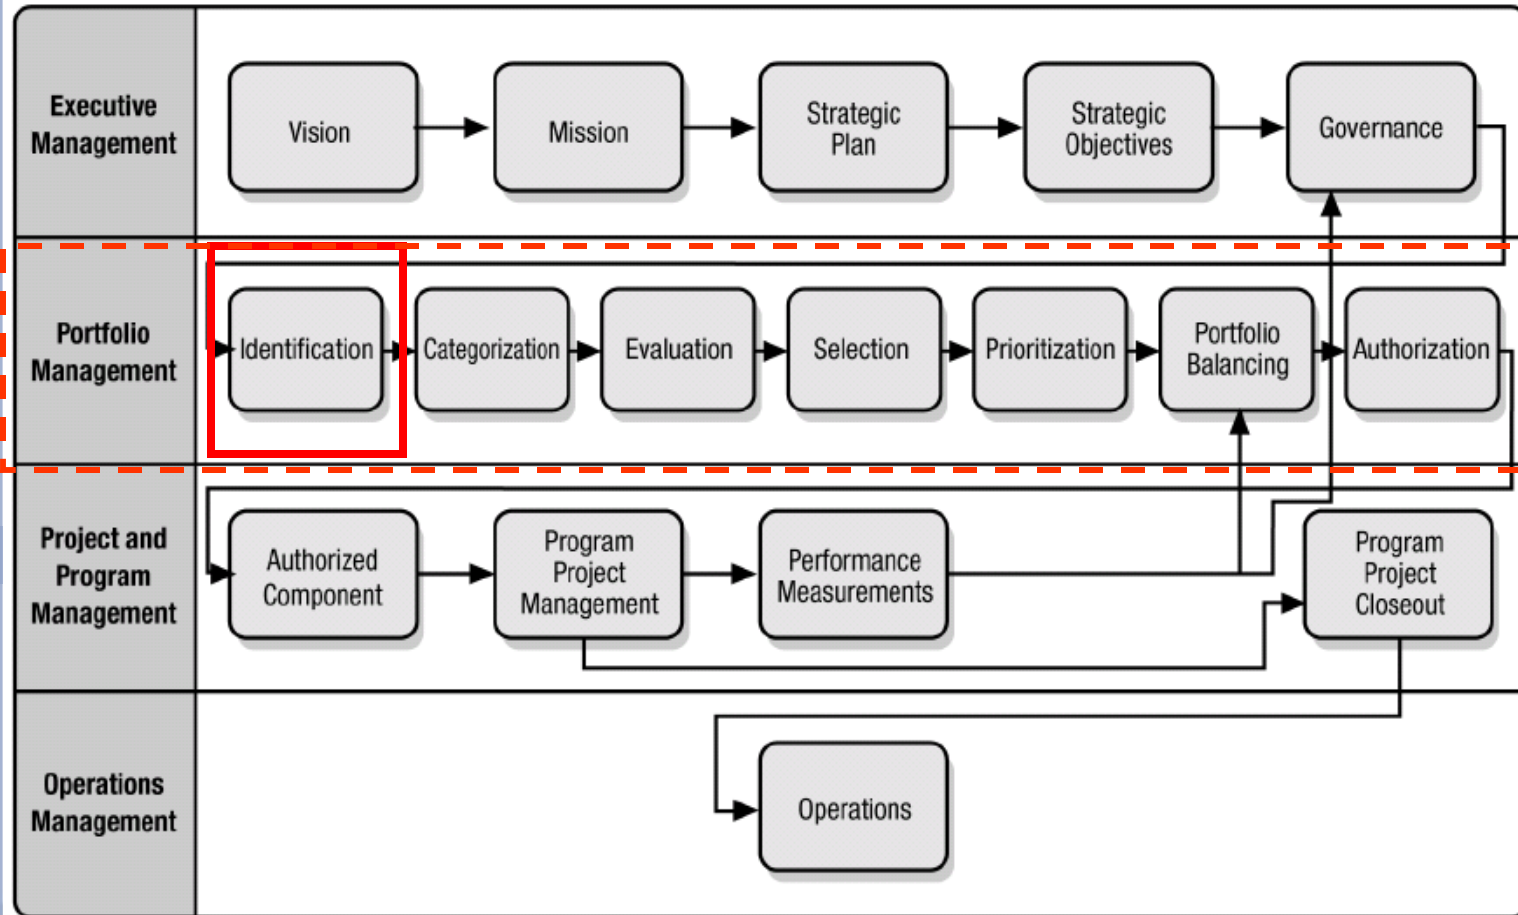 Executive
Management
Vision
Mission
Strategic
Plan
Strategic
Objectives
Governance
Portfolio
Management
Identification
Categorization
Evaluation
Selection
Prioritization
Portfolio
Balancing
Authorization
Project and
Program
Management
Authorized
Component
Program
Project
Management
Performance
Measurements
Program
Project
Closeout
Operations
Management
Operations